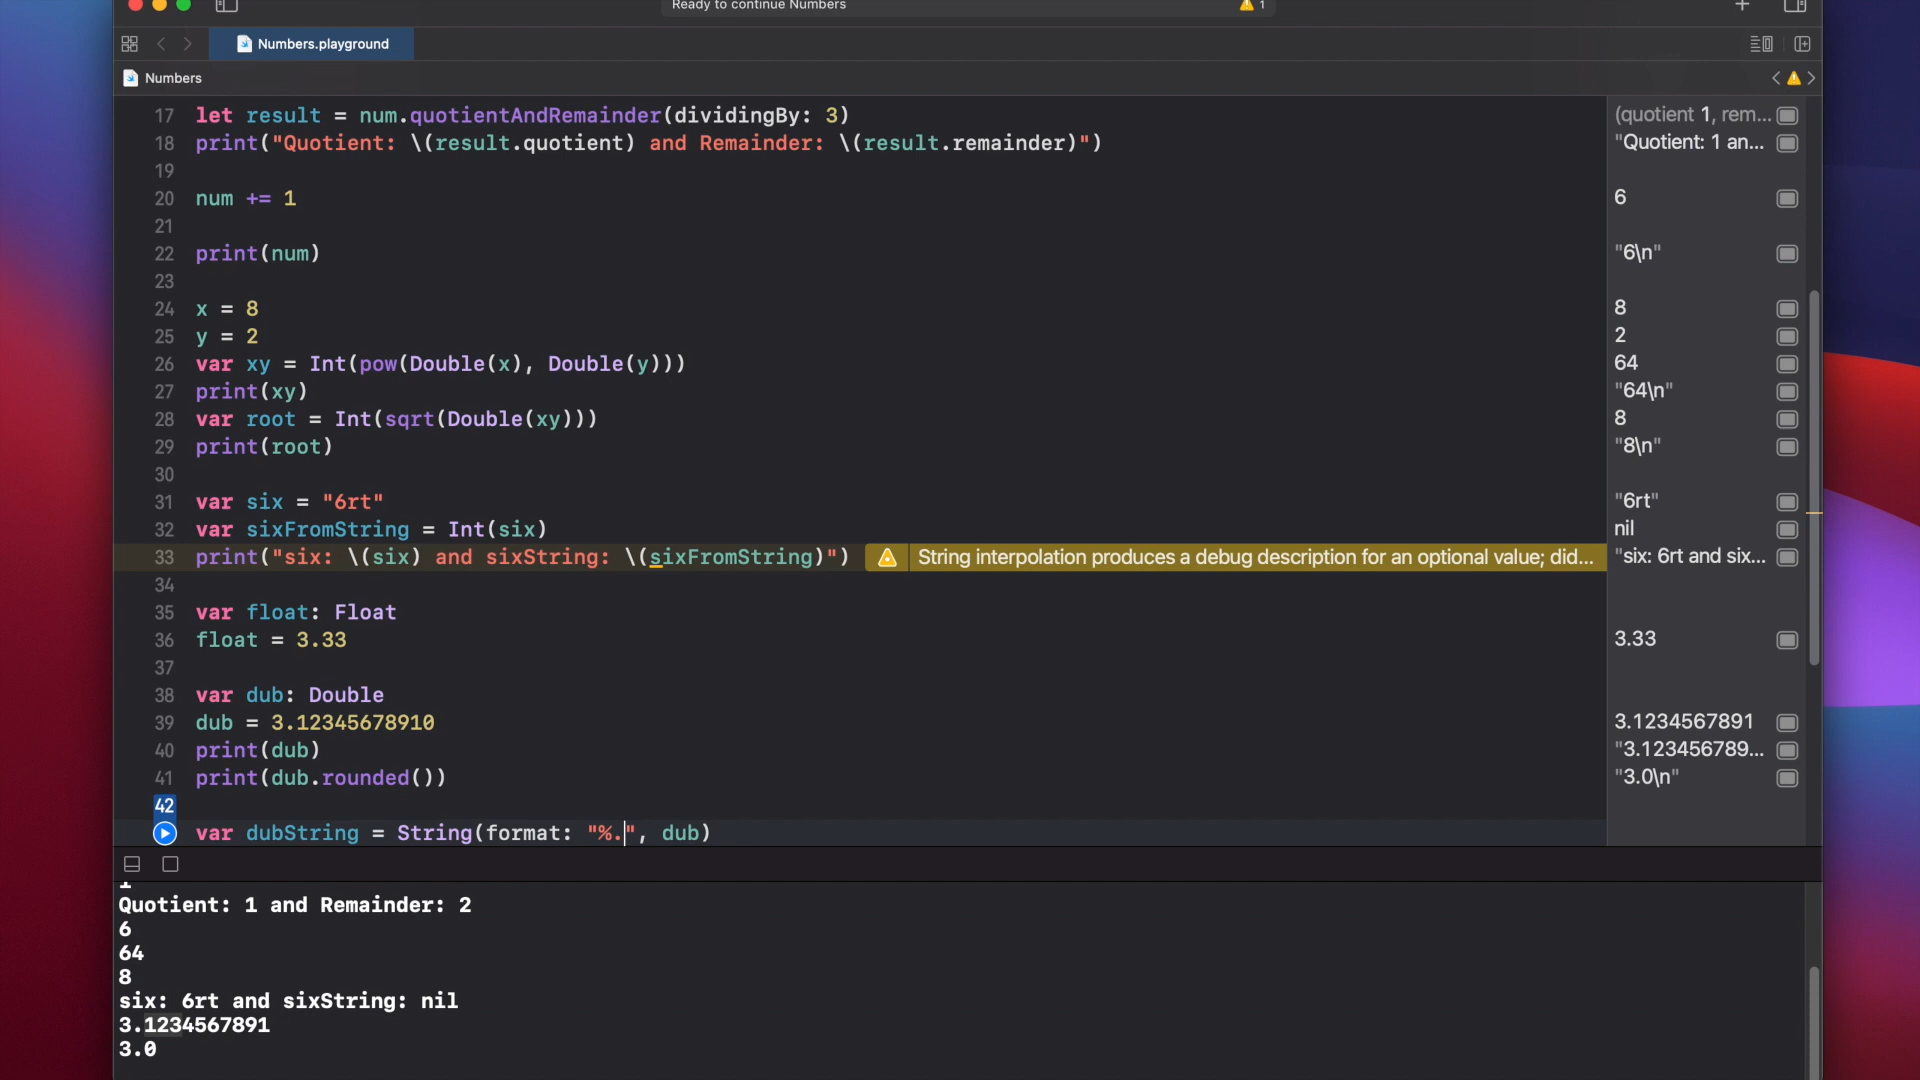 Ready to continue Numbers
1
Numbers.playground
Numbers
17 let result = num.quotientAndRemainder(dividingBy: 3) (quotient 1, rem...
18 print("Quotient: \(result.quotient) and Remainder: \(result.remainder)") "Quotient: 1 an...
19
20 num += 1 6
21
22 print(num) "6\n"
23
24 x = 8 8
25 y = 2 2
26 var xy = Int(pow(Double(x), Double(y))) 64
27 print(xy) "64\n"
28 var root = Int(sqrt(Double(xy))) 8
29 print(root) "8\n"
30
31 var six = "6rt" "6rt"
32 var sixFromString = Int(six) nil
33 print("six: \(six) and sixString: \(sixFromString)") String interpolation produces a debug description for an optional value; did... "six: 6rt and six...
34
35 var float: Float
36 float = 3.33 3.33
37
38 var dub: Double
39 dub = 3.12345678910 3.1234567891
40 print(dub) "3.123456789...
41 print(dub.rounded()) "3.0\n"
42
var dubString = String(format: "%.", dub)
Quotient: 1 and Remainder: 2
6
64
8
six: 6rt and sixString: nil
3.1234567891
3.0